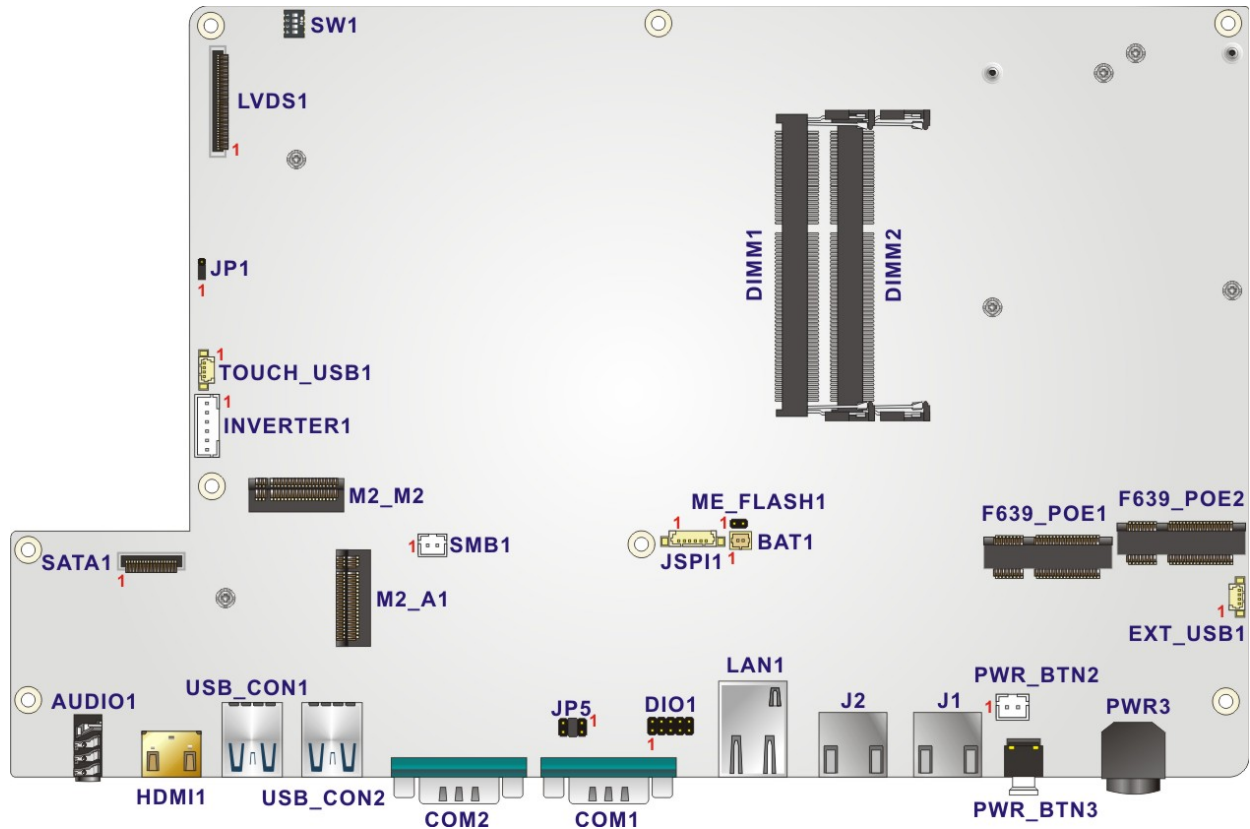 SW1
LVDS1
1
JP1
1
DIMM1
DIMM2
1
TOUCH_USB1
1
INVERTER1
M2_M2
ME_FLASH1
1
1
F639_POE1
F639_POE2
SATA1
1
1
SMB1
JSPI1
BAT1
1
M2_A1
1
EXT_USB1
AUDIO1
USB_CON1
JP5
1
DIO1
1
LAN1
J2
J1
PWR_BTN2
1
PWR3
HDMI1
USB_CON2
COM2
COM1
PWR_BTN3